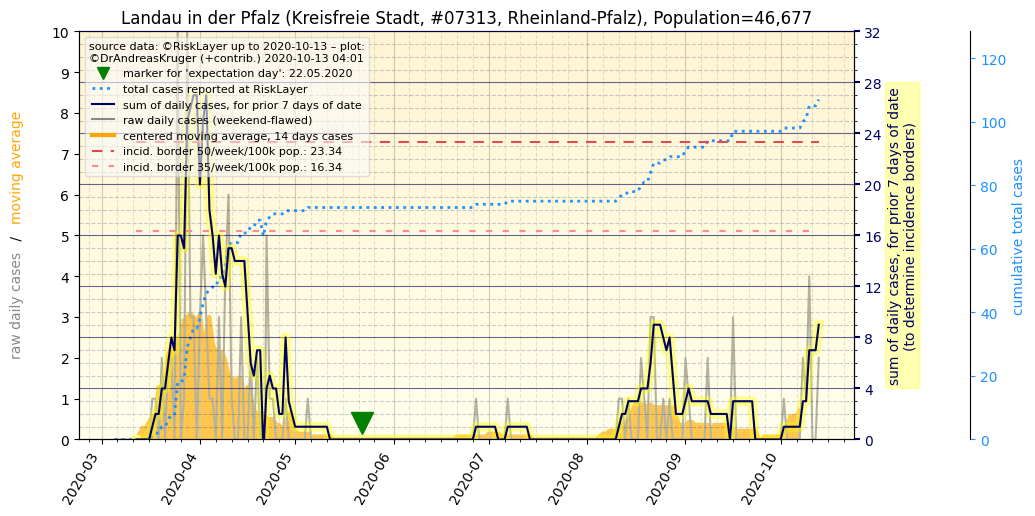 Landau in der Pfalz (Kreisfreie Stadt, #07313, Rheinland-Pfalz), Population=46,677
source data: ©RiskLayer up to 2020-10-13 – plot:
©DrAndreasKruger (+contrib.) 2020-10-13 04:01
marker for 'expectation day': 22.05.2020
total cases reported at RiskLayer
sum of daily cases, for prior 7 days of date
raw daily cases (weekend-flawed)
centered moving average, 14 days cases
incid. border 50/week/100k pop.: 23.34
incid. border 35/week/100k pop.: 16.34
raw daily cases / moving average
10
9
8
7
6
5
4
3
2
1
0
2020-03
2020-04
2020-05
2020-06
2020-07
2020-08
2020-09
2020-10
32
28
24
20
16
12
8
4
0
sum of daily cases, for prior 7 days of date
(to determine incidence borders)
120
100
80
60
40
20
0
cumulative total cases